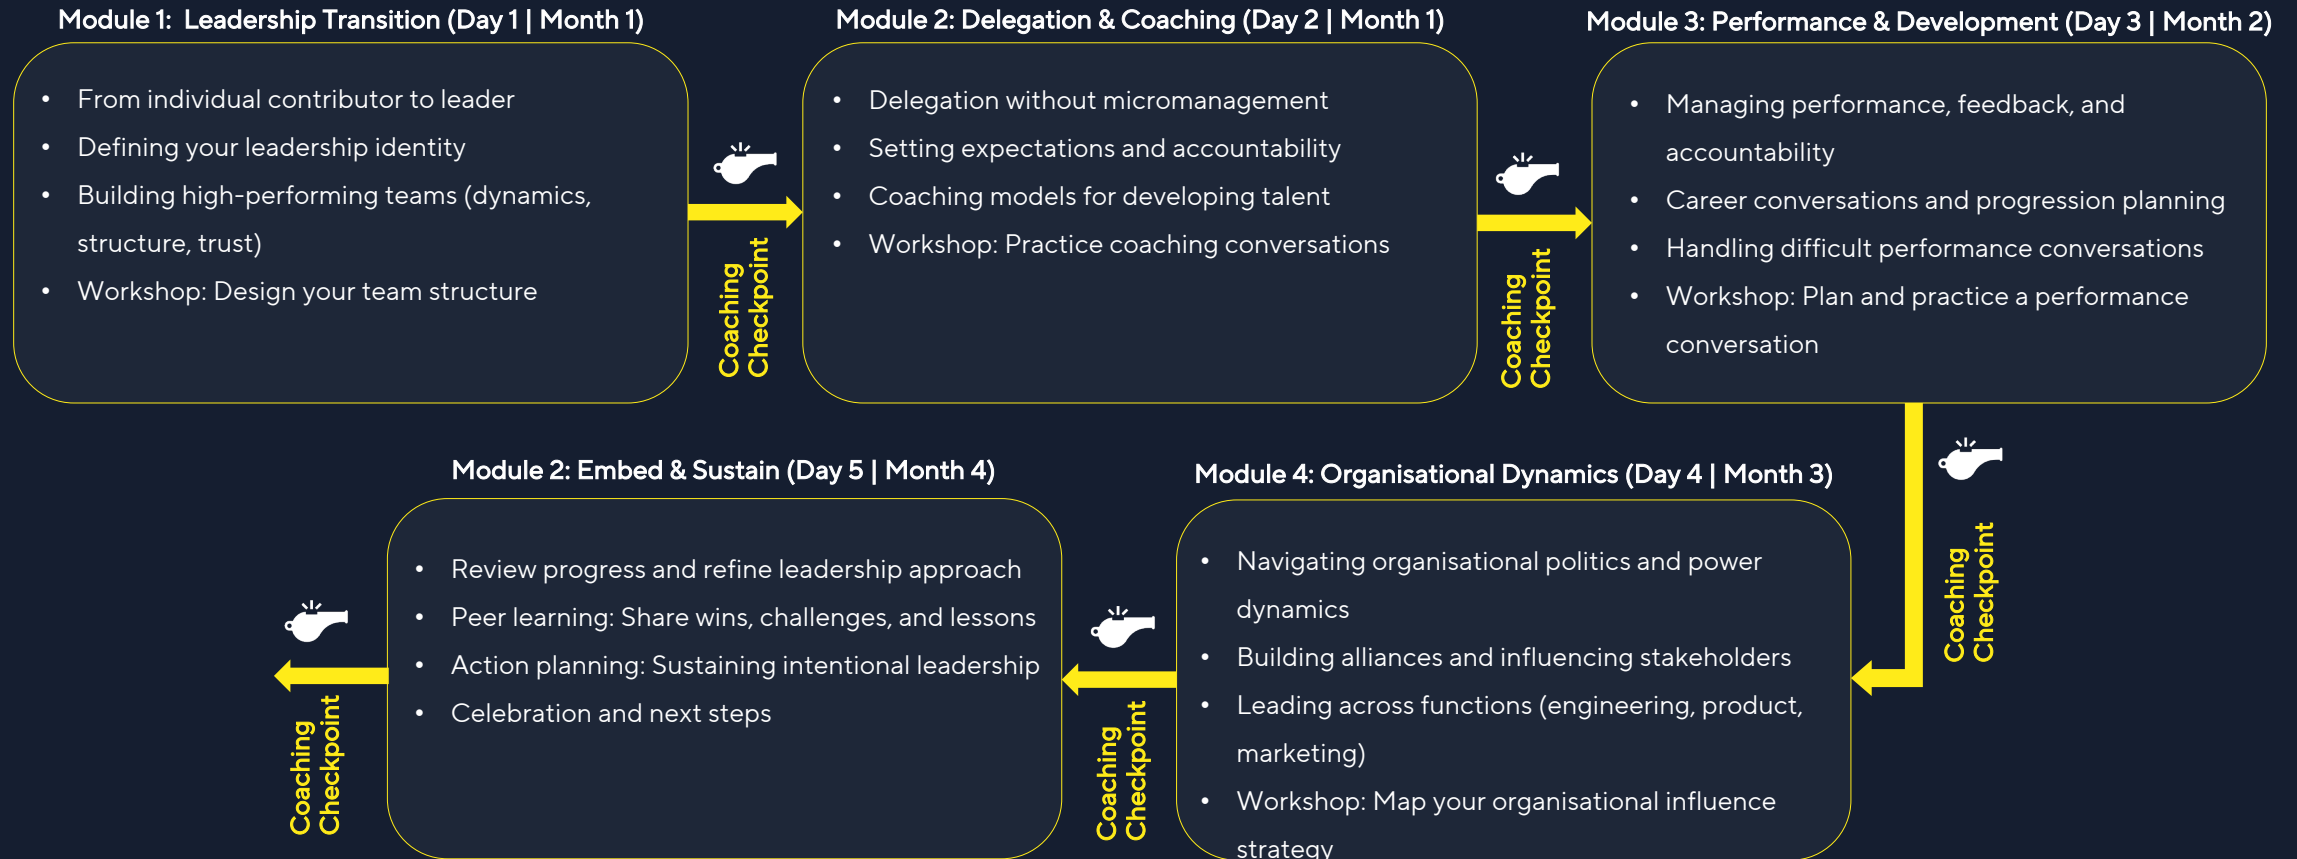 Module 1: Leadership Transition (Day 1 | Month 1)
• From individual contributor to leader
• Defining your leadership identity
• Building high-performing teams (dynamics,
structure, trust)
• Workshop: Design your team structure
Coaching
Checkpoint
Module 2: Delegation & Coaching (Day 2 | Month 1)
• Delegation without micromanagement
• Setting expectations and accountability
• Coaching models for developing talent
• Workshop: Practice coaching conversations
Coaching
Checkpoint
Module 3: Performance & Development (Day 3 | Month 2)
• Managing performance, feedback, and
accountability
• Career conversations and progression planning
• Handling difficult performance conversations
• Workshop: Plan and practice a performance
conversation
Coaching
Checkpoint
Module 4: Organisational Dynamics (Day 4 | Month 3)
• Navigating organisational politics and power
dynamics
• Building alliances and influencing stakeholders
• Leading across functions (engineering, product,
marketing)
• Workshop: Map your organisational influence
strategy
Coaching
Checkpoint
Module 2: Embed & Sustain (Day 5 | Month 4)
• Review progress and refine leadership approach
• Peer learning: Share wins, challenges, and lessons
• Action planning: Sustaining intentional leadership
• Celebration and next steps
Coaching
Checkpoint